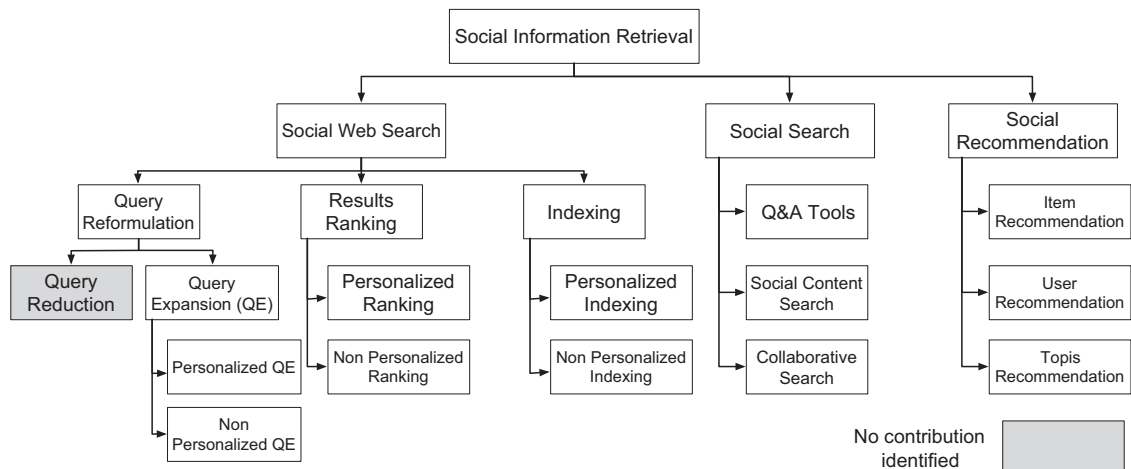 Social Information Retrieval
Social Web Search
Social Search
Social
Recommendation
Query
Reformulation
Results
Ranking
Indexing
Q&A Tools
Item
Recommendation
Query
Reduction
Query
Expansion (QE)
Personalized
Ranking
Personalized
Indexing
Social Content
Search
User
Recommendation
Personalized QE
Non Personalized
Ranking
Non Personalized
Indexing
Collaborative
Search
Topis
Recommendation
Non
Personalized QE
No contribution
identified